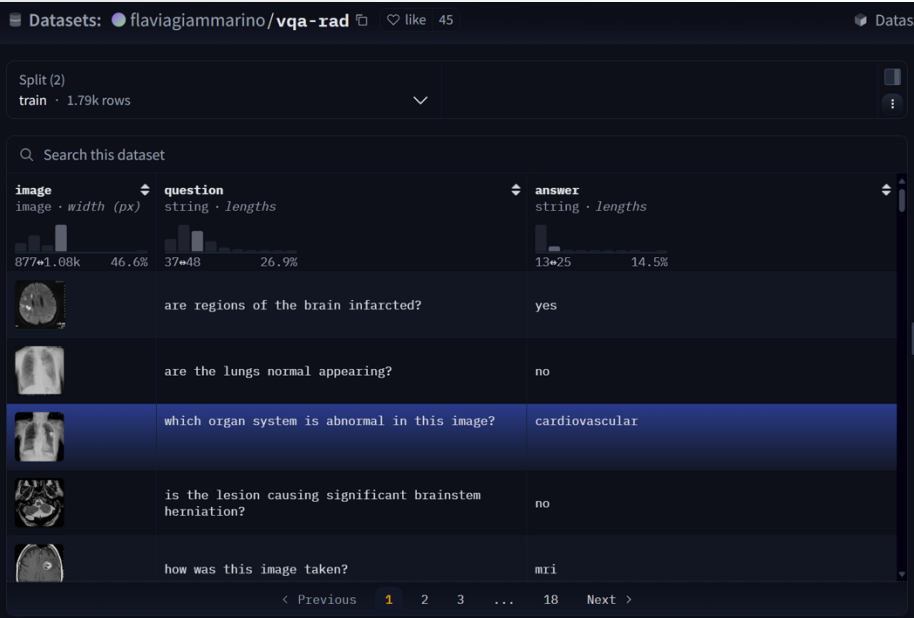 Datasets: flaviagiammarino/vqa-rad like 45 Datas
Split (2)
train · 1.79k rows
Search this dataset
image question answer
image · width (px) string · lengths string · lengths
877↔1.08k 46.6% 37↔48 26.9% 13↔25 14.5%
are regions of the brain infarcted? yes
are the lungs normal appearing? no
which organ system is abnormal in this image? cardiovascular
is the lesion causing significant brainstem
herniation? no
how was this image taken? mri
< Previous 1 2 3 ... 18 Next >